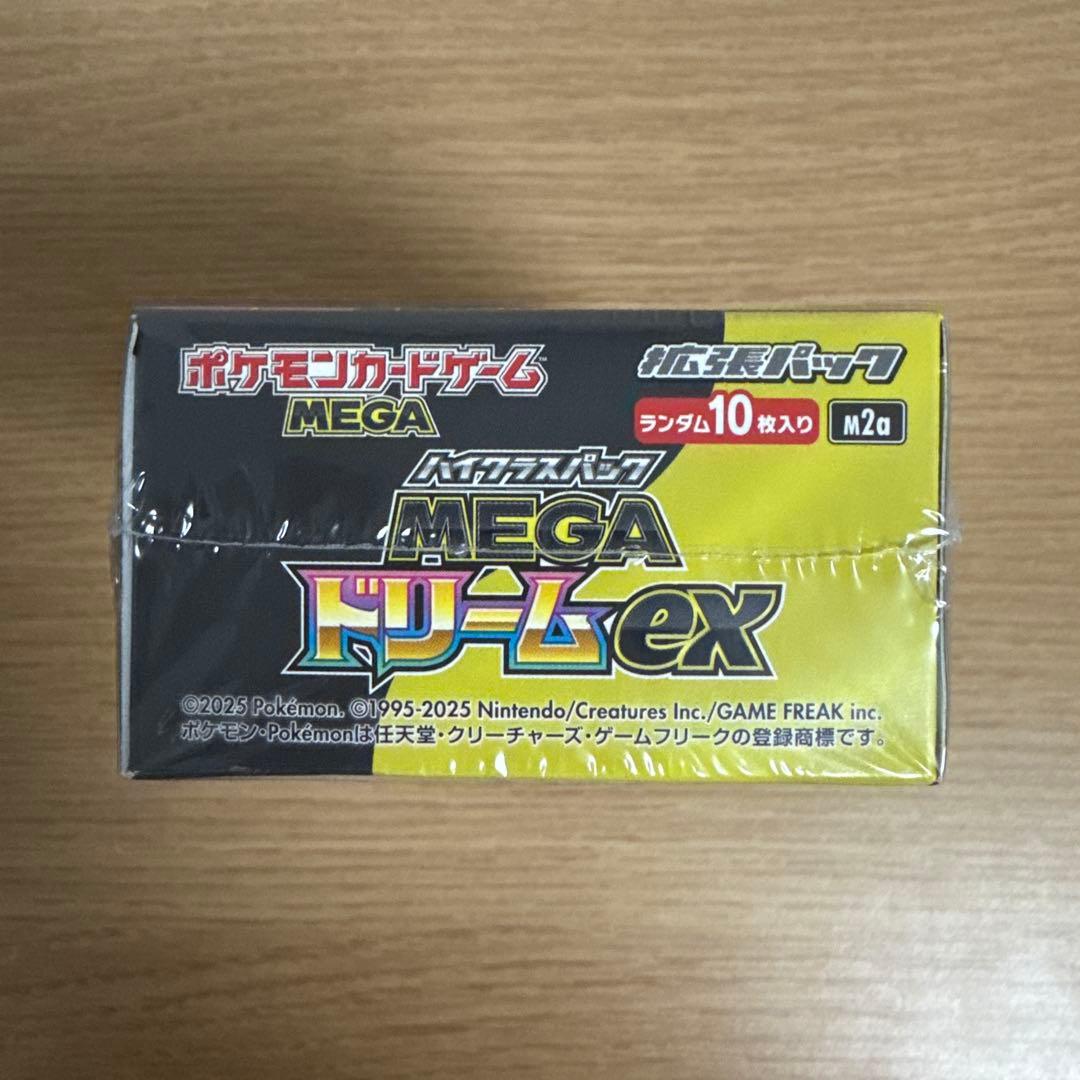 ポケモンカードゲーム™
MEGA
拡張パック
ランダム10枚入り M2a
ハイクラスパック
MEGA
ドリームex
©2025 Pokémon. ©1995-2025 Nintendo/Creatures Inc./GAME FREAK inc.
ポケモン・Pokémonは任天堂・クリーチャーズ・ゲームフリークの登録商標です。